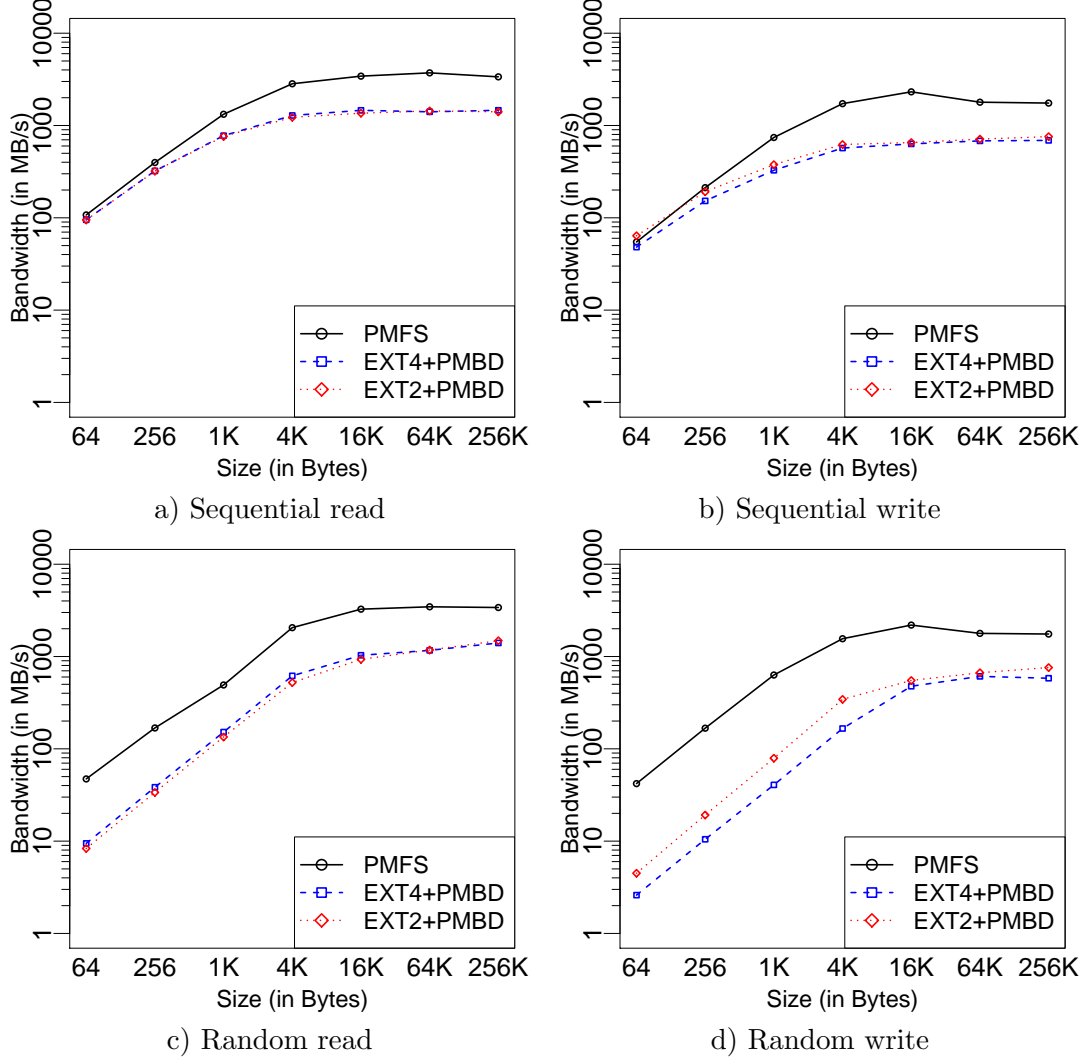 Bandwidth (in MB/s)
10000
1000
100
10
1
PMFS
EXT4+PMBD
EXT2+PMBD
64 256 1K 4K 16K 64K 256K
Size (in Bytes)
a) Sequential read
Bandwidth (in MB/s)
10000
1000
100
10
1
PMFS
EXT4+PMBD
EXT2+PMBD
64 256 1K 4K 16K 64K 256K
Size (in Bytes)
b) Sequential write
Bandwidth (in MB/s)
10000
1000
100
10
1
PMFS
EXT4+PMBD
EXT2+PMBD
64 256 1K 4K 16K 64K 256K
Size (in Bytes)
c) Random read
Bandwidth (in MB/s)
10000
1000
100
10
1
PMFS
EXT4+PMBD
EXT2+PMBD
64 256 1K 4K 16K 64K 256K
Size (in Bytes)
d) Random write